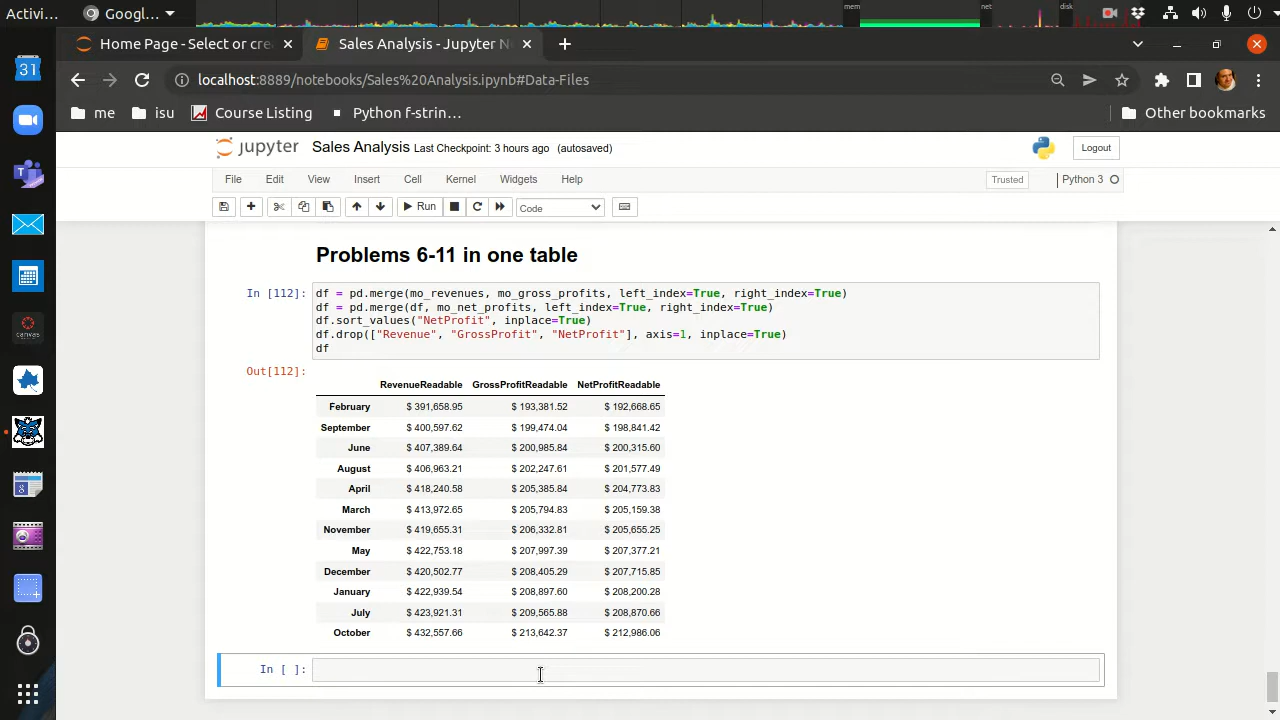 Activi...
Googl...
mem
net
disk
31
Home Page - Select or cre
Sales Analysis - Jupyter N
localhost:8889/notebooks/Sales%20Analysis.ipynb#Data-Files
me
isu
Course Listing
Python f-strin...
Other bookmarks
canvas
jupyter
Sales Analysis Last Checkpoint: 3 hours ago (autosaved)
Logout
File Edit View Insert Cell Kernel Widgets Help
Trusted
Python 3
Run
Code
Problems 6-11 in one table
In [112]:
df = pd.merge(mo_revenues, mo_gross_profits, left_index=True, right_index=True)
df = pd.merge(df, mo_net_profits, left_index=True, right_index=True)
df.sort_values("NetProfit", inplace=True)
df.drop(["Revenue", "GrossProfit", "NetProfit"], axis=1, inplace=True)
df
Out[112]:
RevenueReadable GrossProfitReadable NetProfitReadable
February $ 391,658.95 $ 193,381.52 $ 192,668.65
September $ 400,597.62 $ 199,474.04 $ 198,841.42
June $ 407,389.64 $ 200,985.84 $ 200,315.60
August $ 406,963.21 $ 202,247.61 $ 201,577.49
April $ 418,240.58 $ 205,385.84 $ 204,773.83
March $ 413,972.65 $ 205,794.83 $ 205,159.38
November $ 419,655.31 $ 206,332.81 $ 205,655.25
May $ 422,753.18 $ 207,997.39 $ 207,377.21
December $ 420,502.77 $ 208,405.29 $ 207,715.85
January $ 422,939.54 $ 208,897.60 $ 208,200.28
July $ 423,921.31 $ 209,565.88 $ 208,870.66
October $ 432,557.66 $ 213,642.37 $ 212,986.06
In [ ]: